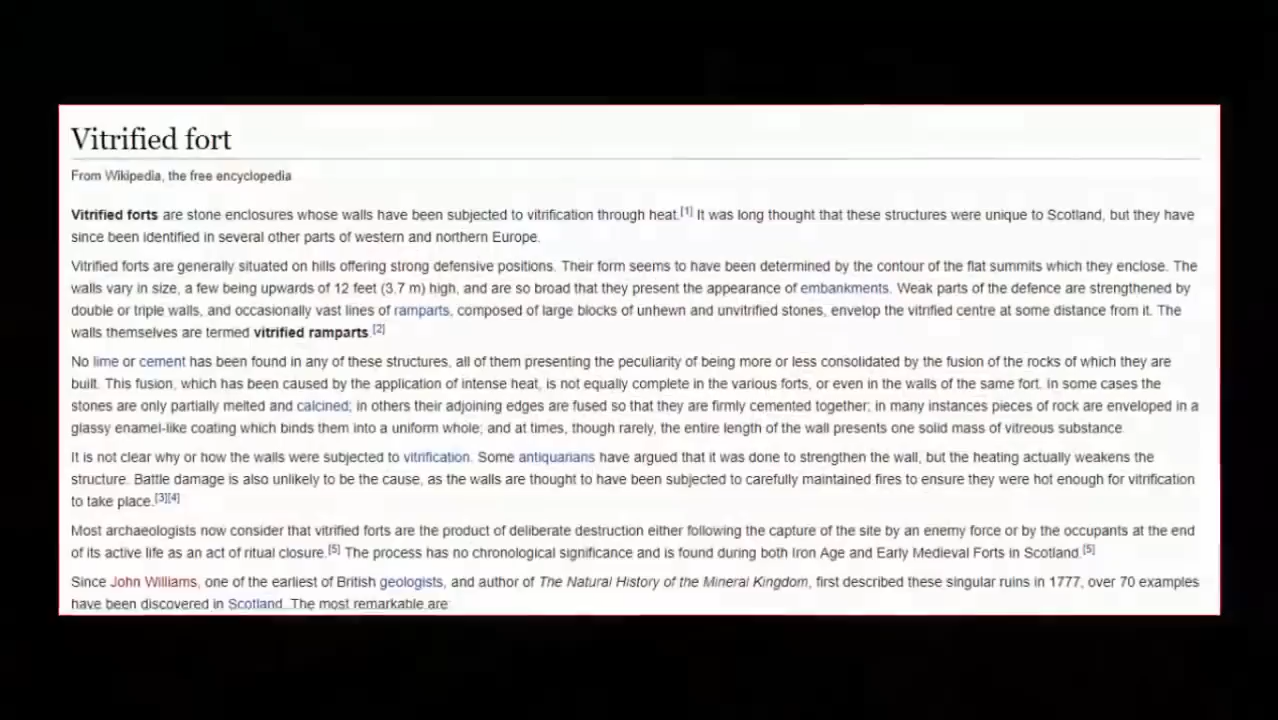 Vitrified fort
From Wikipedia, the free encyclopedia
Vitrified forts are stone enclosures whose walls have been subjected to vitrification through heat.[1] It was long thought that these structures were unique to Scotland, but they have
since been identified in several other parts of western and northern Europe.
Vitrified forts are generally situated on hills offering strong defensive positions. Their form seems to have been determined by the contour of the flat summits which they enclose. The
walls vary in size, a few being upwards of 12 feet (3.7 m) high, and are so broad that they present the appearance of embankments. Weak parts of the defence are strengthened by
double or triple walls, and occasionally vast lines of ramparts, composed of large blocks of unhewn and unvitrified stones, envelop the vitrified centre at some distance from it. The
walls themselves are termed vitrified ramparts.[2]
No lime or cement has been found in any of these structures, all of them presenting the peculiarity of being more or less consolidated by the fusion of the rocks of which they are
built. This fusion, which has been caused by the application of intense heat, is not equally complete in the various forts, or even in the walls of the same fort. In some cases the
stones are only partially melted and calcined; in others their adjoining edges are fused so that they are firmly cemented together; in many instances pieces of rock are enveloped in a
glassy enamel-like coating which binds them into a uniform whole; and at times, though rarely, the entire length of the wall presents one solid mass of vitreous substance
It is not clear why or how the walls were subjected to vitrification. Some antiquarians have argued that it was done to strengthen the wall, but the heating actually weakens the
structure. Battle damage is also unlikely to be the cause, as the walls are thought to have been subjected to carefully maintained fires to ensure they were hot enough for vitrification
to take place.[3][4]
Most archaeologists now consider that vitrified forts are the product of deliberate destruction either following the capture of the site by an enemy force or by the occupants at the end
of its active life as an act of ritual closure.[5] The process has no chronological significance and is found during both Iron Age and Early Medieval Forts in Scotland.[5]
Since John Williams, one of the earliest of British geologists, and author of The Natural History of the Mineral Kingdom, first described these singular ruins in 1777, over 70 examples
have been discovered in Scotland. The most remarkable are